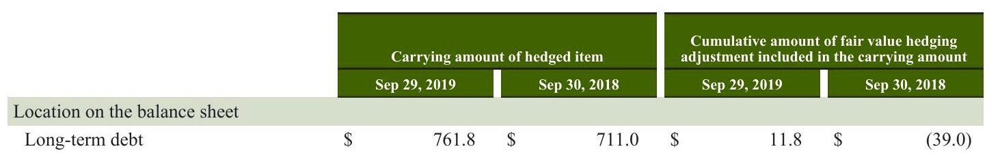 Carrying amount of hedged item
Cumulative amount of fair value hedging
adjustment included in the carrying amount
Sep 29, 2019 Sep 30, 2018 Sep 29, 2019 Sep 30, 2018
Location on the balance sheet
Long-term debt $ 761.8 $ 711.0 $ 11.8 $ (39.0)